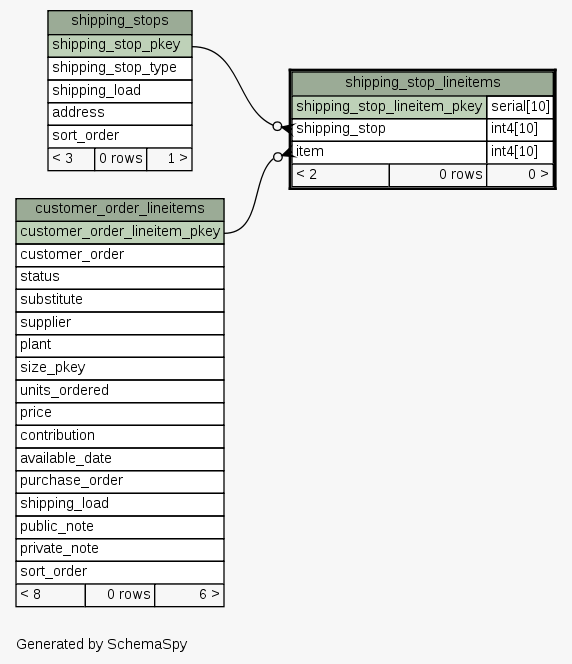 shipping_stops
shipping_stop_pkey
shipping_stop_type
shipping_load
address
sort_order
< 3 0 rows 1 >
shipping_stop_lineitems
shipping_stop_lineitem_pkey serial[10]
shipping_stop int4[10]
item int4[10]
< 2 0 rows 0 >
customer_order_lineitems
customer_order_lineitem_pkey
customer_order
status
substitute
supplier
plant
size_pkey
units_ordered
price
contribution
available_date
purchase_order
shipping_load
public_note
private_note
sort_order
< 8 0 rows 6 >
Generated by SchemaSpy